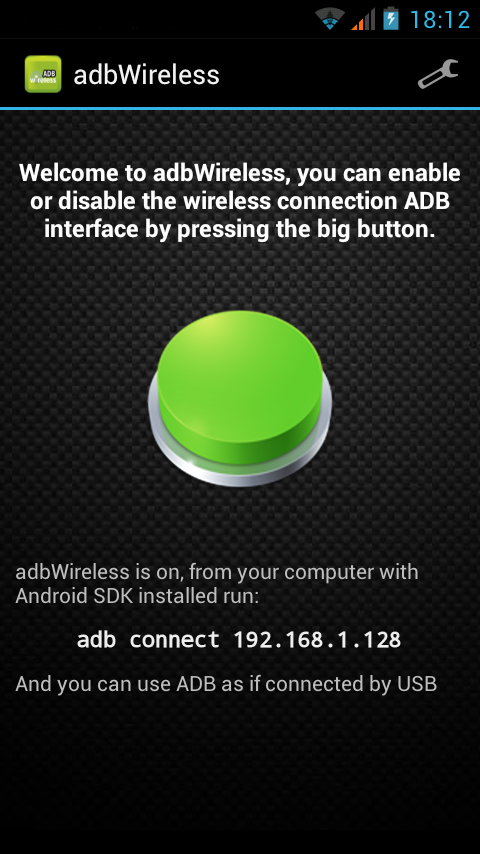 18:12
ADB
wireless
adbWireless
Welcome to adbWireless, you can enable
or disable the wireless connection ADB
interface by pressing the big button.
adbWireless is on, from your computer with
Android SDK installed run:
adb connect 192.168.1.128
And you can use ADB as if connected by USB